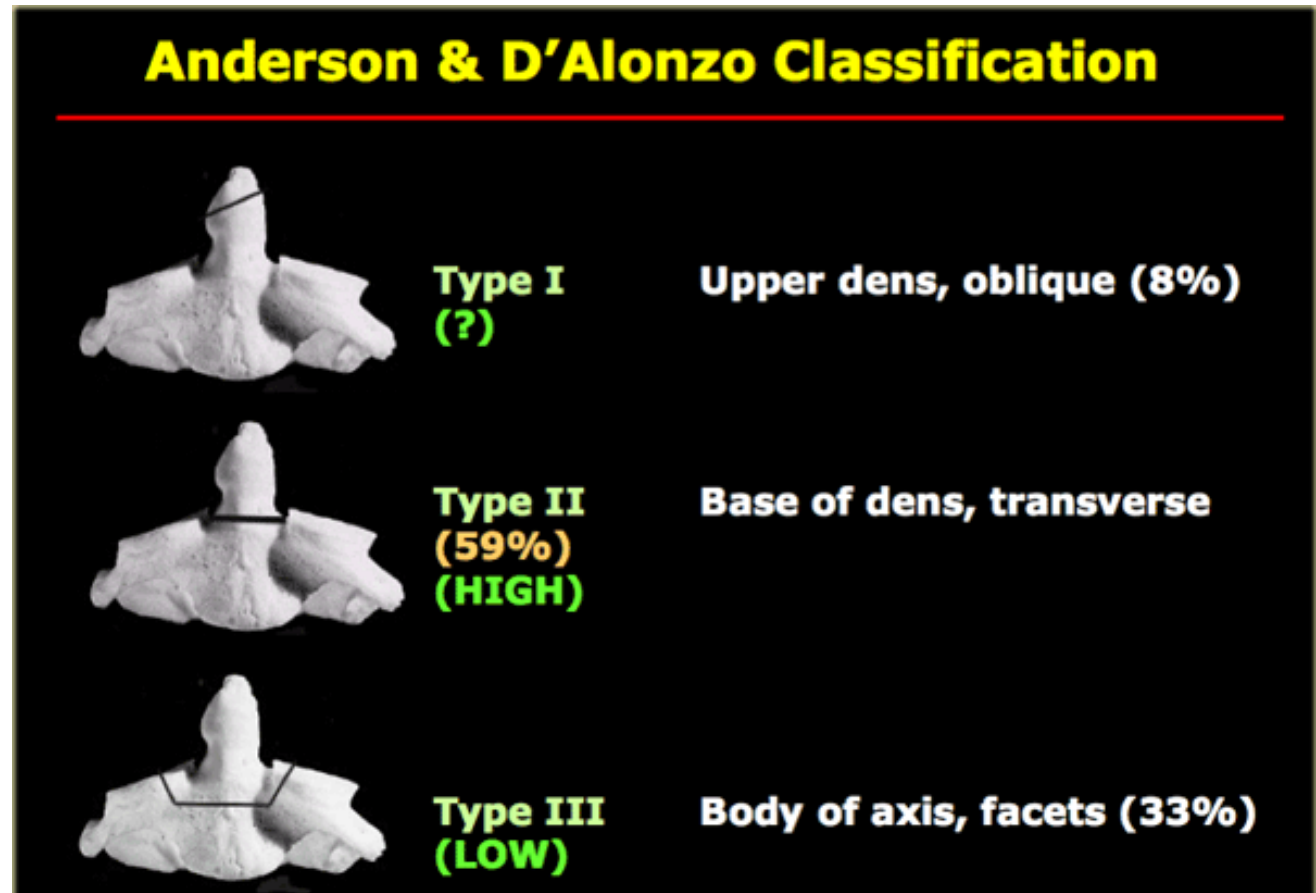 Anderson & D’Alonzo Classification
Type I Upper dens, oblique (8%)
(?)
Type II Base of dens, transverse
(59%)
(HIGH)
Type III Body of axis, facets (33%)
(LOW)